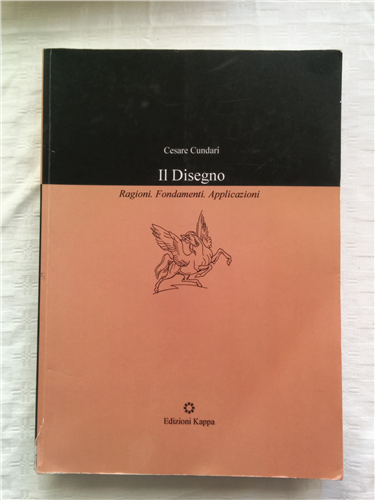 Cesare Cundari
Il Disegno
Ragioni. Fondamenti. Applicazioni
Edizioni Kappa